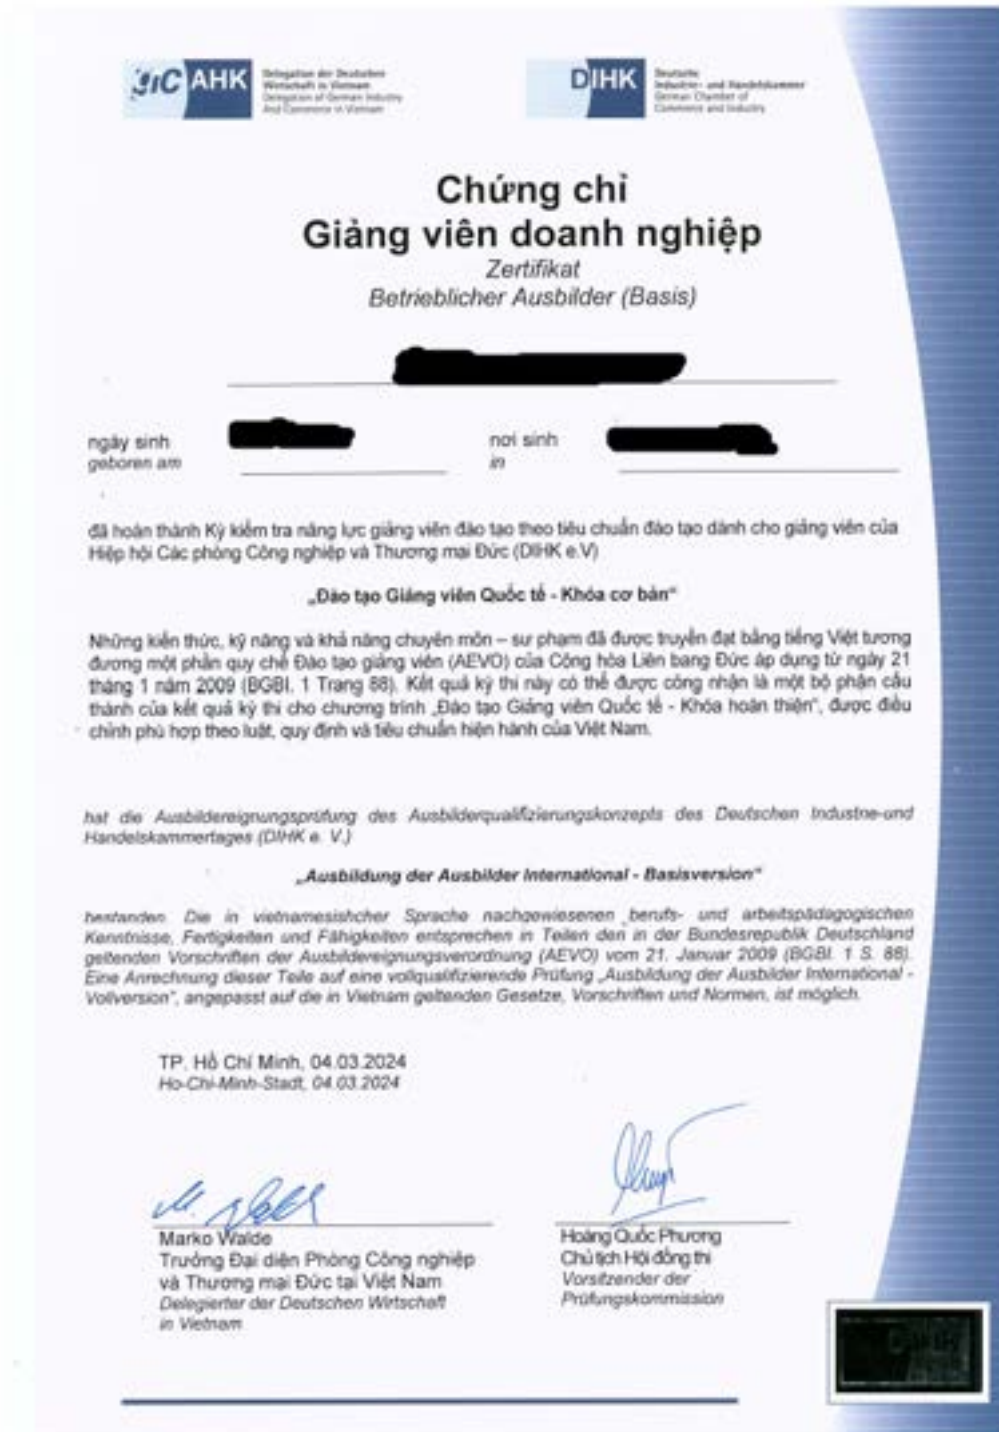 giC AHK
Delegation der Deutschen
Wirtschaft in Vietnam
Delegation of German Industry
And Commerce in Vietnam
DIHK
Deutsche
Industrie- und Handelskammer
German Chamber of
Commerce and Industry
Chứng chỉ
Giảng viên doanh nghiệp
Zertifikat
Betrieblicher Ausbilder (Basis)
ngày sinh
nơi sinh
geboren am
in
đã hoàn thành Kỳ kiểm tra năng lực giảng viên đào tạo theo tiêu chuẩn đào tạo dành cho giảng viên của
Hiệp hội Các phòng Công nghiệp và Thương mại Đức (DIHK e.V)
„Đào tạo Giảng viên Quốc tế - Khóa cơ bản“
Những kiến thức, kỹ năng và khả năng chuyên môn – sư phạm đã được truyền đạt bằng tiếng Việt tương
đương một phần quy chế Đào tạo giảng viên (AEVO) của Cộng hòa Liên bang Đức áp dụng từ ngày 21
tháng 1 năm 2009 (BGBl. 1 Trang 88). Kết quả kỳ thi này có thể được công nhận là một bộ phận cấu
thành của kết quả kỳ thi cho chương trình „Đào tạo Giảng viên Quốc tế - Khóa hoàn thiện“, được điều
chỉnh phù hợp theo luật, quy định và tiêu chuẩn hiện hành của Việt Nam.
hat die Ausbildereignungsprüfung des Ausbilderqualifizierungskonzepts des Deutschen Industrie-und
Handelskammertages (DIHK e. V.)
„Ausbildung der Ausbilder International - Basisversion“
bestanden. Die in vietnamesishcher Sprache nachgewiesenen berufs- und arbeitspädagogischen
Kenntnisse, Fertigkeiten und Fähigkeiten entsprechen in Teilen den in der Bundesrepublik Deutschland
geltenden Vorschriften der Ausbildereignungsverordnung (AEVO) vom 21. Januar 2009 (BGBl. 1 S. 88).
Eine Anrechnung dieser Teile auf eine vollqualifizierende Prüfung „Ausbildung der Ausbilder International -
Vollversion“, angepasst auf die in Vietnam geltenden Gesetze, Vorschriften und Normen, ist möglich.
TP. Hồ Chí Minh, 04.03.2024
Ho-Chi-Minh-Stadt, 04.03.2024
Marko Walde
Trưởng Đại diện Phòng Công nghiệp
và Thương mại Đức tại Việt Nam
Delegierter der Deutschen Wirtschaft
in Vietnam
Hoàng Quốc Phương
Chủ tịch Hội đồng thi
Vorsitzender der
Prüfungskommission